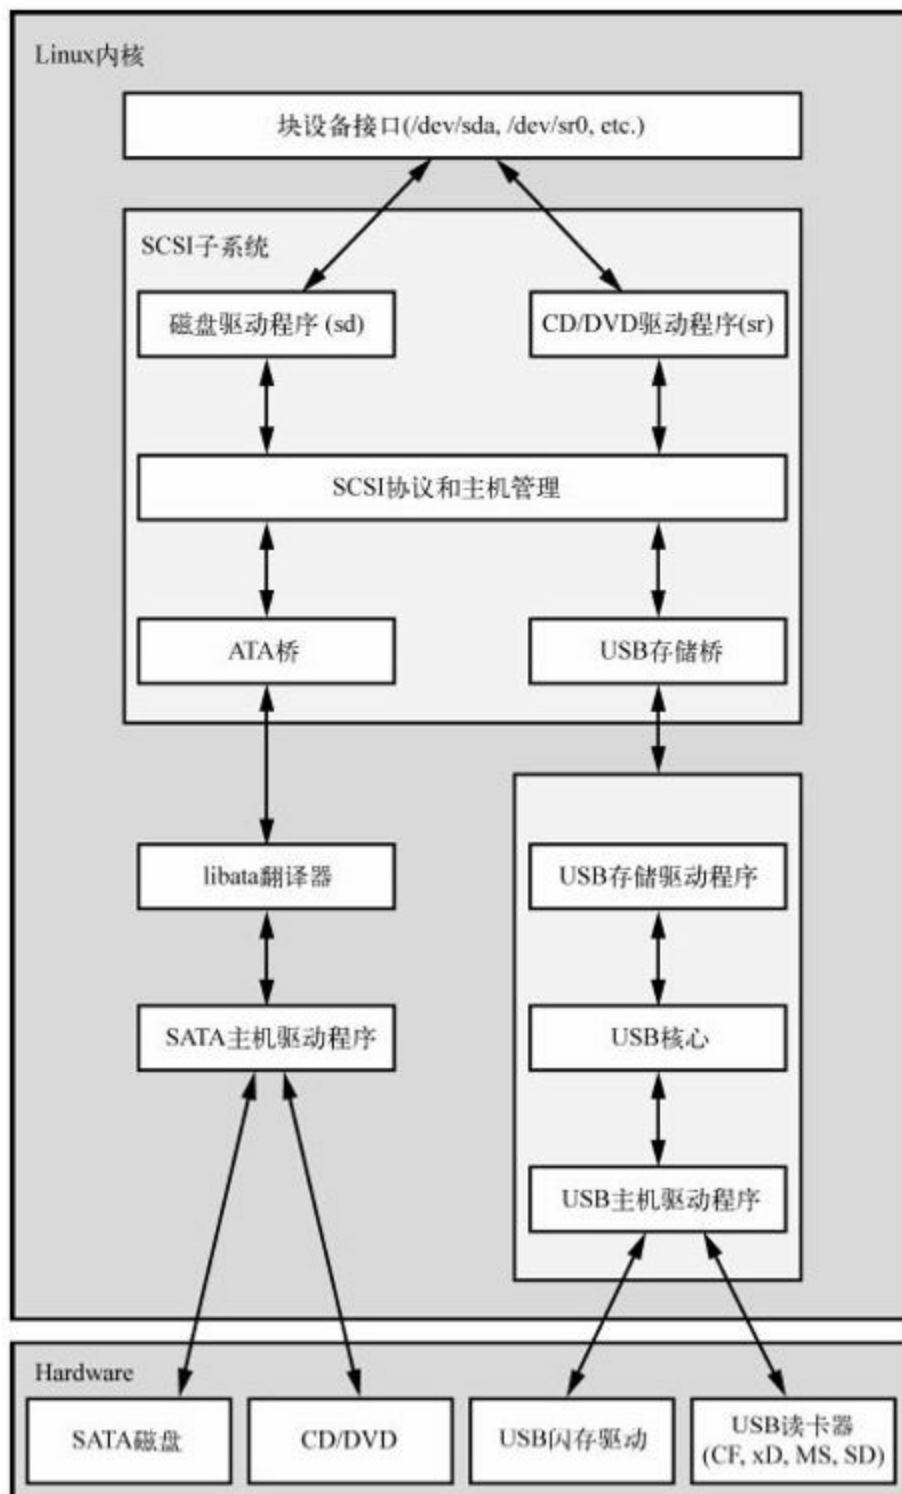 Linux内核
块设备接口(/dev/sda, /dev/sr0, etc.)
SCSI子系统
磁盘驱动程序 (sd)
CD/DVD驱动程序(sr)
SCSI协议和主机管理
ATA桥
USB存储桥
libata翻译器
USB存储驱动程序
SATA主机驱动程序
USB核心
USB主机驱动程序
Hardware
SATA磁盘
CD/DVD
USB闪存驱动
USB读卡器
(CF, xD, MS, SD)